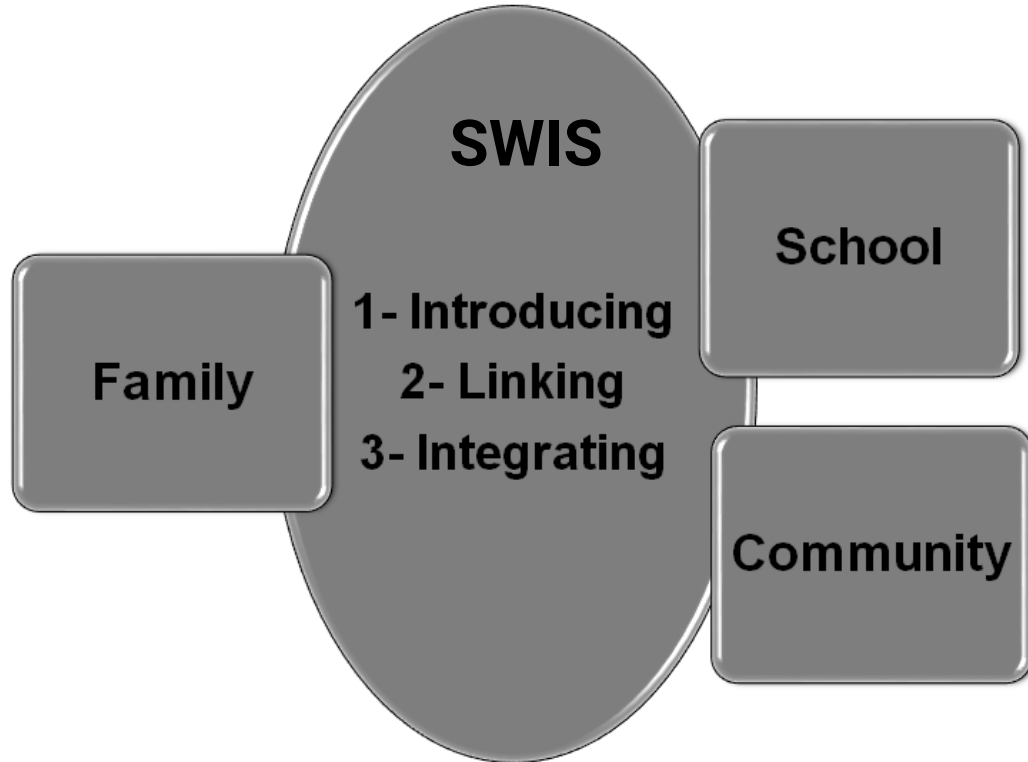 SWIS
School
1- Introducing
2- Linking
3- Integrating
Family
Community